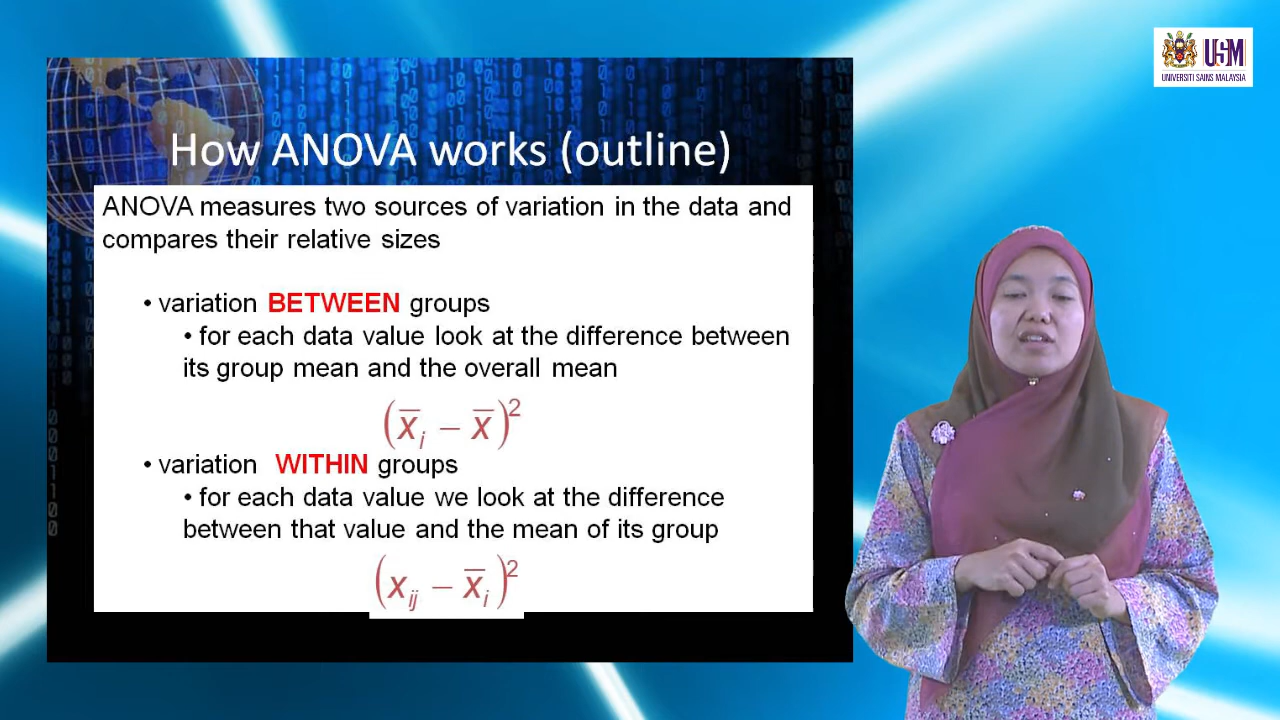 USM
UNIVERSITI SAINS MALAYSIA
How ANOVA works (outline)
ANOVA measures two sources of variation in the data and
compares their relative sizes
• variation BETWEEN groups
• for each data value look at the difference between
its group mean and the overall mean
(x̅ᵢ − x̅)²
• variation WITHIN groups
• for each data value we look at the difference
between that value and the mean of its group
(xᵢⱼ − x̅ᵢ)²